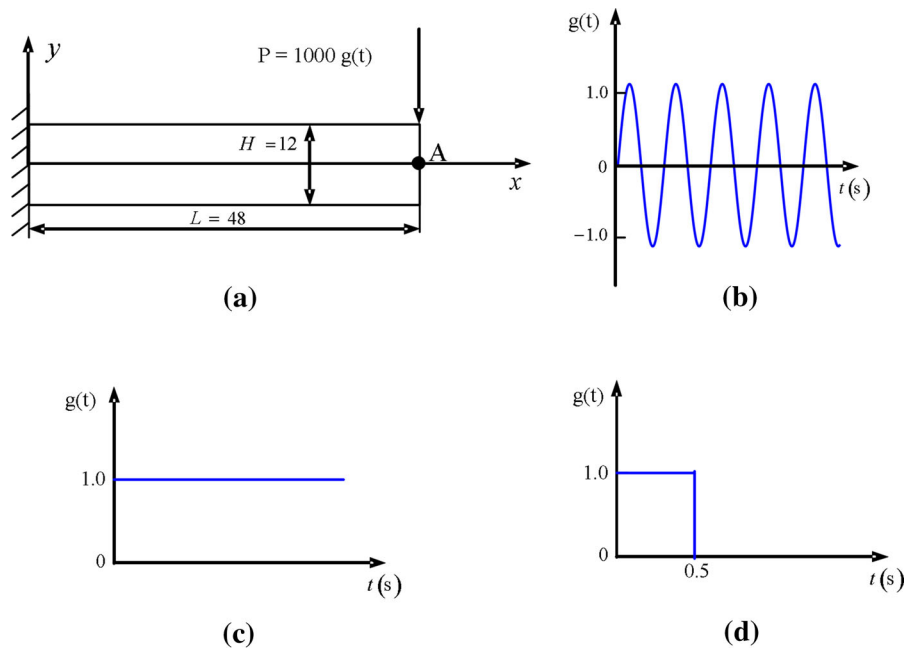 y
P = 1000 g(t)
H = 12
A
x
L = 48
(a)
g(t)
1.0
0
t(s)
−1.0
(b)
g(t)
1.0
0
t(s)
(c)
g(t)
1.0
0
0.5
t(s)
(d)